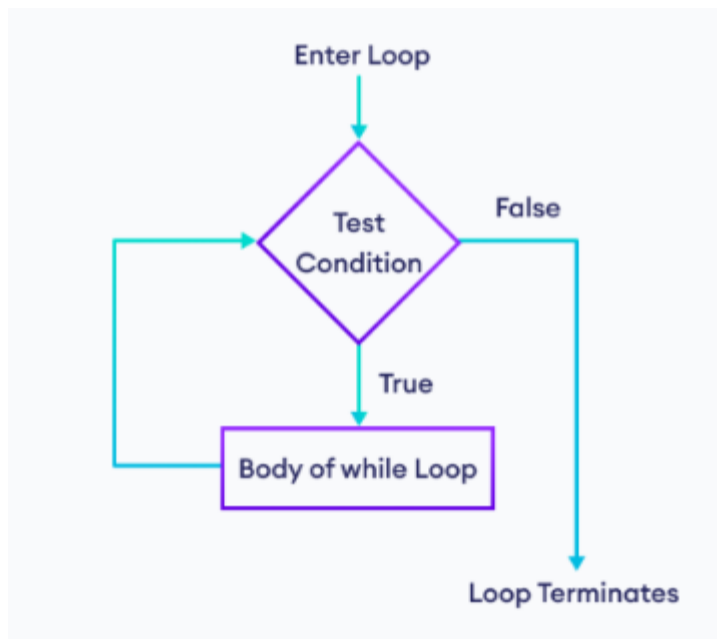 Enter Loop
False
Test
Condition
True
Body of while Loop
Loop Terminates